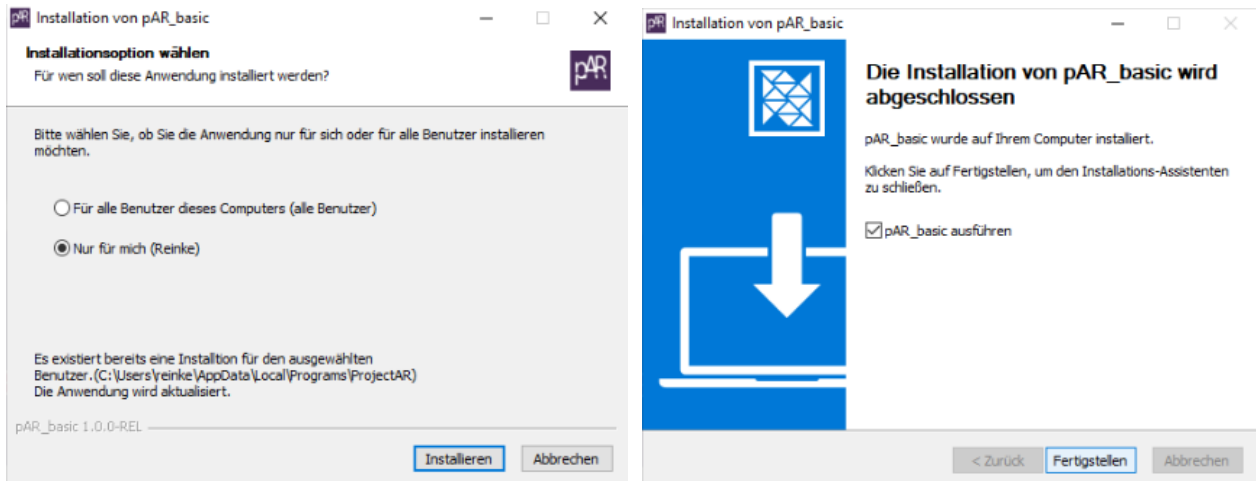 pAR Installation von pAR_basic
Installationsoption wählen
Für wen soll diese Anwendung installiert werden?
pAR
Bitte wählen Sie, ob Sie die Anwendung nur für sich oder für alle Benutzer installieren
möchten.
Für alle Benutzer dieses Computers (alle Benutzer)
Nur für mich (Reinke)
Es existiert bereits eine Installtion für den ausgewählten
Benutzer.(C:\Users\reinke\AppData\Local\Programs\ProjectAR)
Die Anwendung wird aktualisiert.
pAR_basic 1.0.0-REL
Installieren
Abbrechen
pAR Installation von pAR_basic
Die Installation von pAR_basic wird
abgeschlossen
pAR_basic wurde auf Ihrem Computer installiert.
Klicken Sie auf Fertigstellen, um den Installations-Assistenten
zu schließen.
pAR_basic ausführen
< Zurück
Fertigstellen
Abbrechen